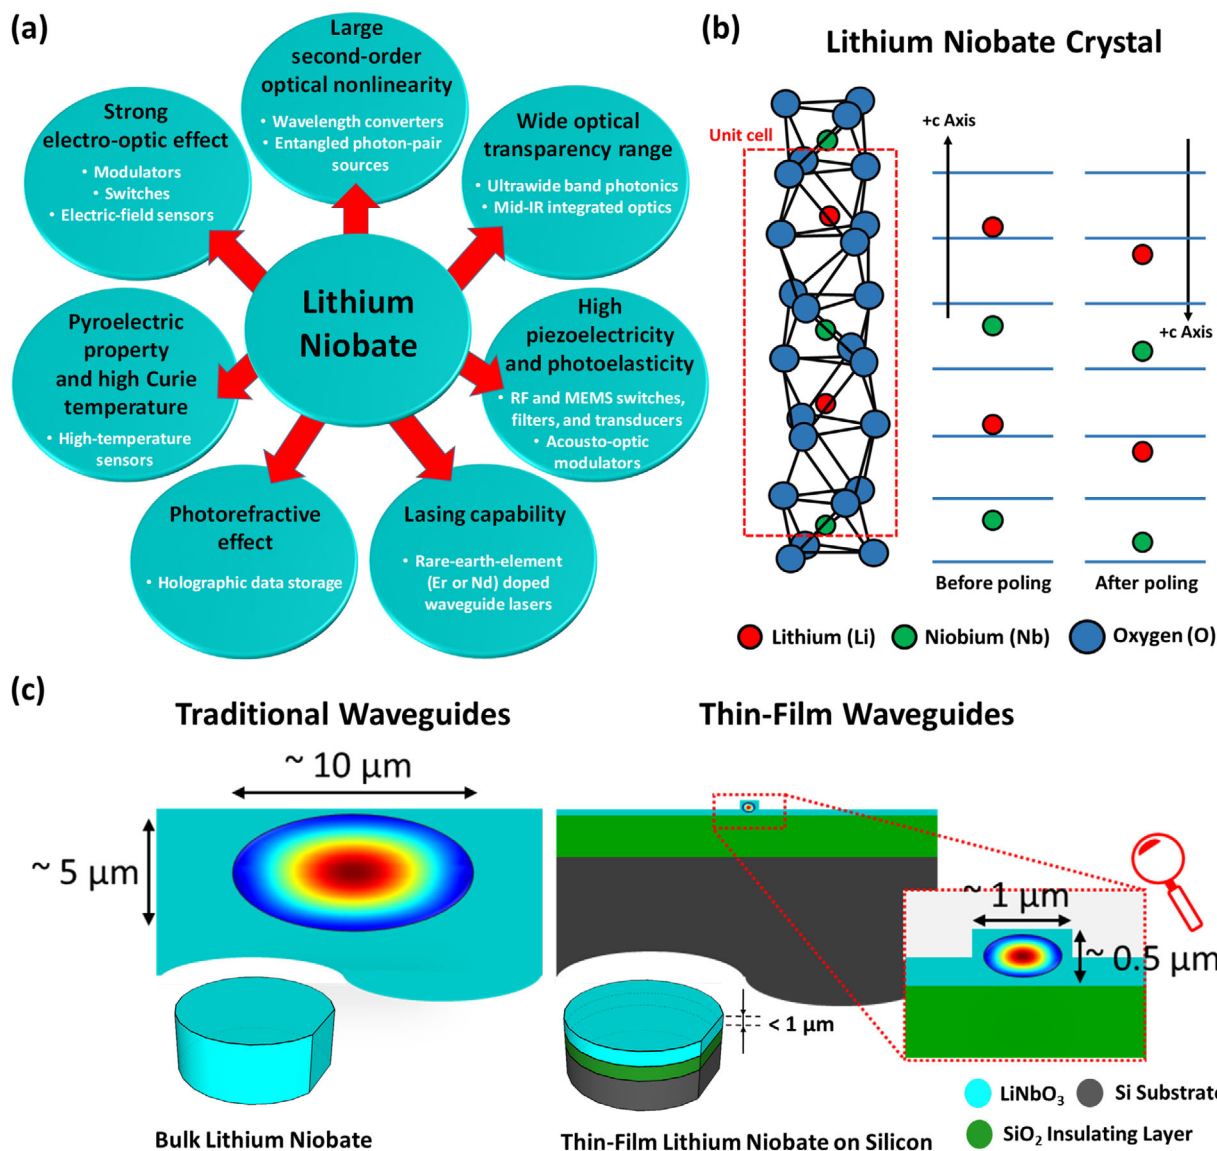 (a)
Large
second-order
optical nonlinearity
• Wavelength converters
• Entangled photon-pair
sources
Strong
electro-optic effect
• Modulators
• Switches
• Electric-field sensors
Wide optical
transparency range
• Ultrawide band photonics
• Mid-IR integrated optics
Lithium
Niobate
Pyroelectric
property
and high Curie
temperature
• High-temperature
sensors
High
piezoelectricity
and photoelasticity
• RF and MEMS switches,
filters, and transducers
• Acousto-optic
modulators
Photorefractive
effect
• Holographic data storage
Lasing capability
• Rare-earth-element
(Er or Nd) doped
waveguide lasers
(b)
Lithium Niobate Crystal
Unit cell
+c Axis
+c Axis
Before poling
After poling
Lithium (Li)
Niobium (Nb)
Oxygen (O)
(c)
Traditional Waveguides
~ 10 μm
~ 5 μm
Bulk Lithium Niobate
Thin-Film Waveguides
~ 1 μm
~ 0.5 μm
< 1 μm
Thin-Film Lithium Niobate on Silicon
LiNbO₃
Si Substrate
SiO₂ Insulating Layer